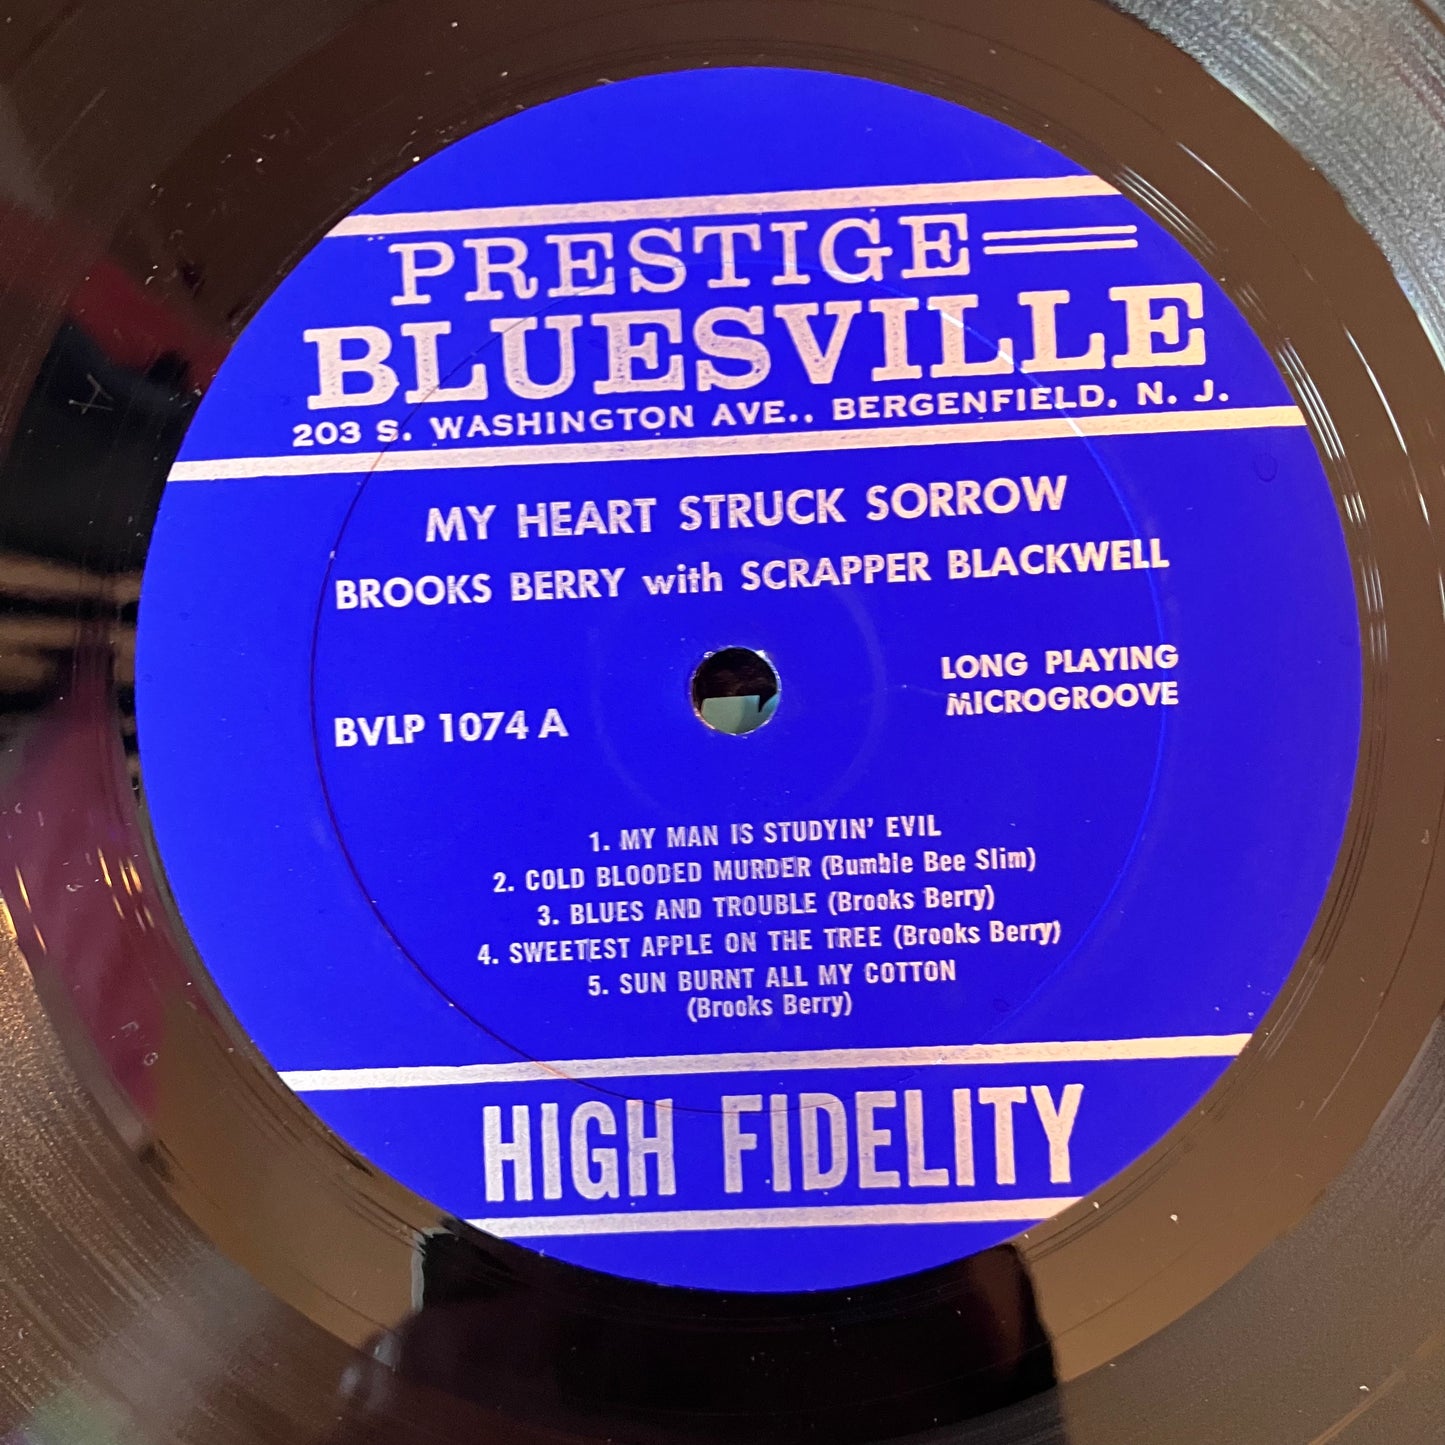 PRESTIGE
BLUESVILLE
203 S. WASHINGTON AVE., BERGENFIELD, N. J.
MY HEART STRUCK SORROW
BROOKS BERRY with SCRAPPER BLACKWELL
LONG PLAYING
MICROGROOVE
BVLP 1074 A
1. MY MAN IS STUDYIN' EVIL
2. COLD BLOODED MURDER (Bumble Bee Slim)
3. BLUES AND TROUBLE (Brooks Berry)
4. SWEETEST APPLE ON THE TREE (Brooks Berry)
5. SUN BURNT ALL MY COTTON
(Brooks Berry)
HIGH FIDELITY